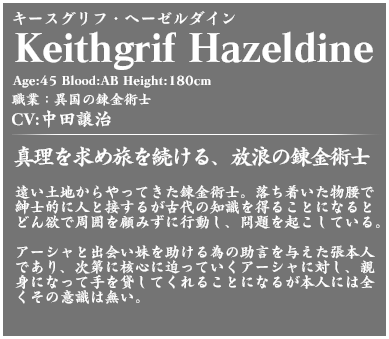 キースグリフ・ヘーゼルダイン
Keithgrif Hazeldine
Age:45 Blood:AB Height:180cm
職業：異国の錬金術士
CV:中田譲治
真理を求め旅を続ける、放浪の錬金術士
遠い土地からやってきた錬金術士。落ち着いた物腰で
紳士的に人と接するが古代の知識を得ることになると
どん欲で周囲を顧みずに行動し、問題を起こしている。
アーシャと出会い妹を助ける為の助言を与えた張本人
であり、次第に核心に迫っていくアーシャに対し、親
身になって手を貸してくれることになるが本人には全
くその意識は無い。